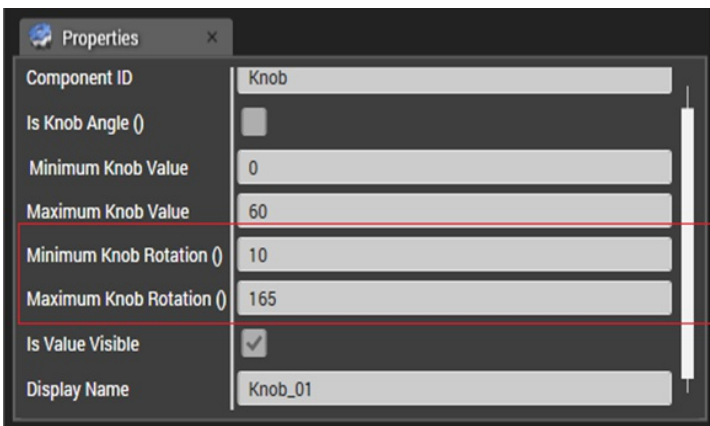 Properties ×
Component ID Knob
Is Knob Angle ()
Minimum Knob Value 0
Maximum Knob Value 60
Minimum Knob Rotation () 10
Maximum Knob Rotation () 165
Is Value Visible
Display Name Knob_01